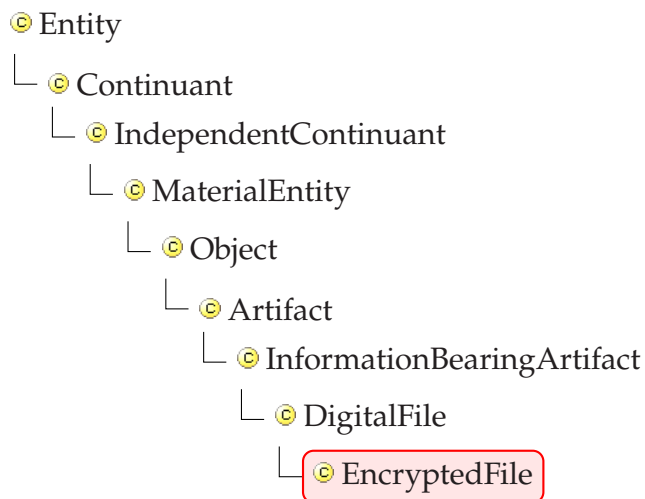 Entity
Continuant
IndependentContinuant
MaterialEntity
Object
Artifact
InformationBearingArtifact
DigitalFile
EncryptedFile